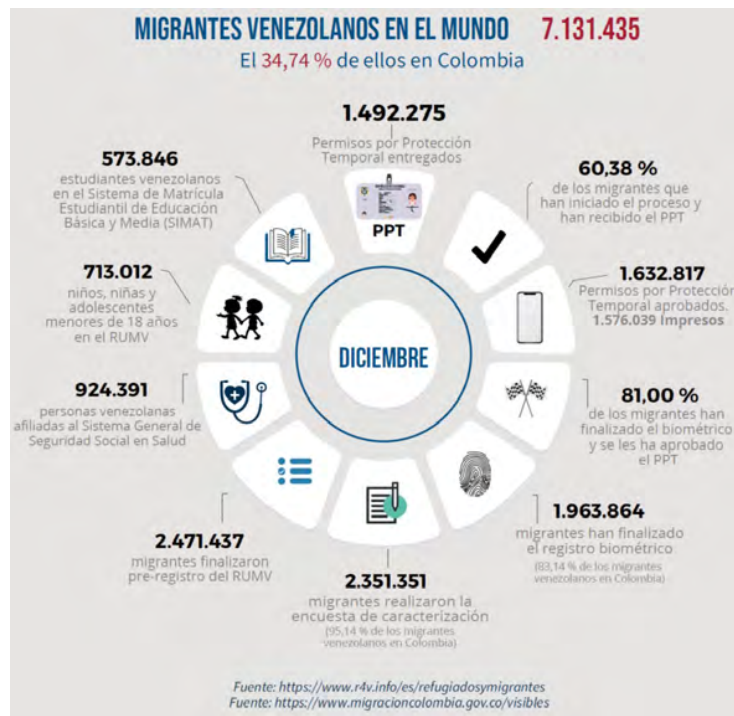 MIGRANTES VENEZOLANOS EN EL MUNDO 7.131.435
El 34,74 % de ellos en Colombia
1.492.275
Permisos por Protección
Temporal entregados
PPT
60,38 %
de los migrantes que
han iniciado el proceso y
han recibido el PPT
1.632.817
Permisos por Protección
Temporal aprobados.
1.576.039 Impresos
81,00 %
de los migrantes han
finalizado el biométrico
y se les ha aprobado
el PPT
1.963.864
migrantes han finalizado
el registro biométrico
(83,14 % de los migrantes
venezolanos en Colombia)
2.351.351
migrantes realizaron la
encuesta de caracterización
(95,14 % de los migrantes
venezolanos en Colombia)
2.471.437
migrantes finalizaron
pre-registro del RUMV
924.391
personas venezolanas
afiliadas al Sistema General de
Seguridad Social en Salud
713.012
niños, niñas y
adolescentes
menores de 18 años
en el RUMV
573.846
estudiantes venezolanos
en el Sistema de Matrícula
Estudiantil de Educación
Básica y Media (SIMAT)
DICIEMBRE
Fuente: https://www.r4v.info/es/refugiadosymigrantes
Fuente: https://www.migracioncolombia.gov.co/visibles